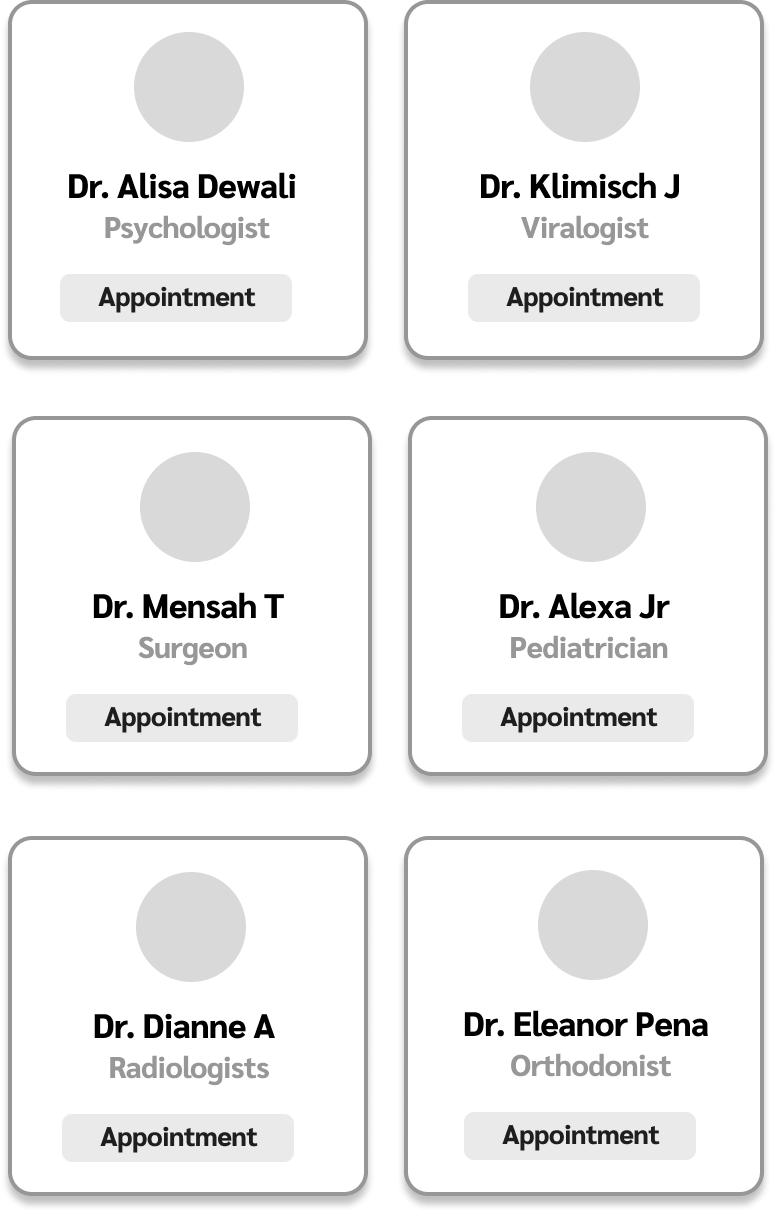 Dr. Alisa Dewali
Psychologist
Appointment
Dr. Klimisch J
Viralogist
Appointment
Dr. Mensah T
Surgeon
Appointment
Dr. Alexa Jr
Pediatrician
Appointment
Dr. Dianne A
Radiologists
Appointment
Dr. Eleanor Pena
Orthodonist
Appointment